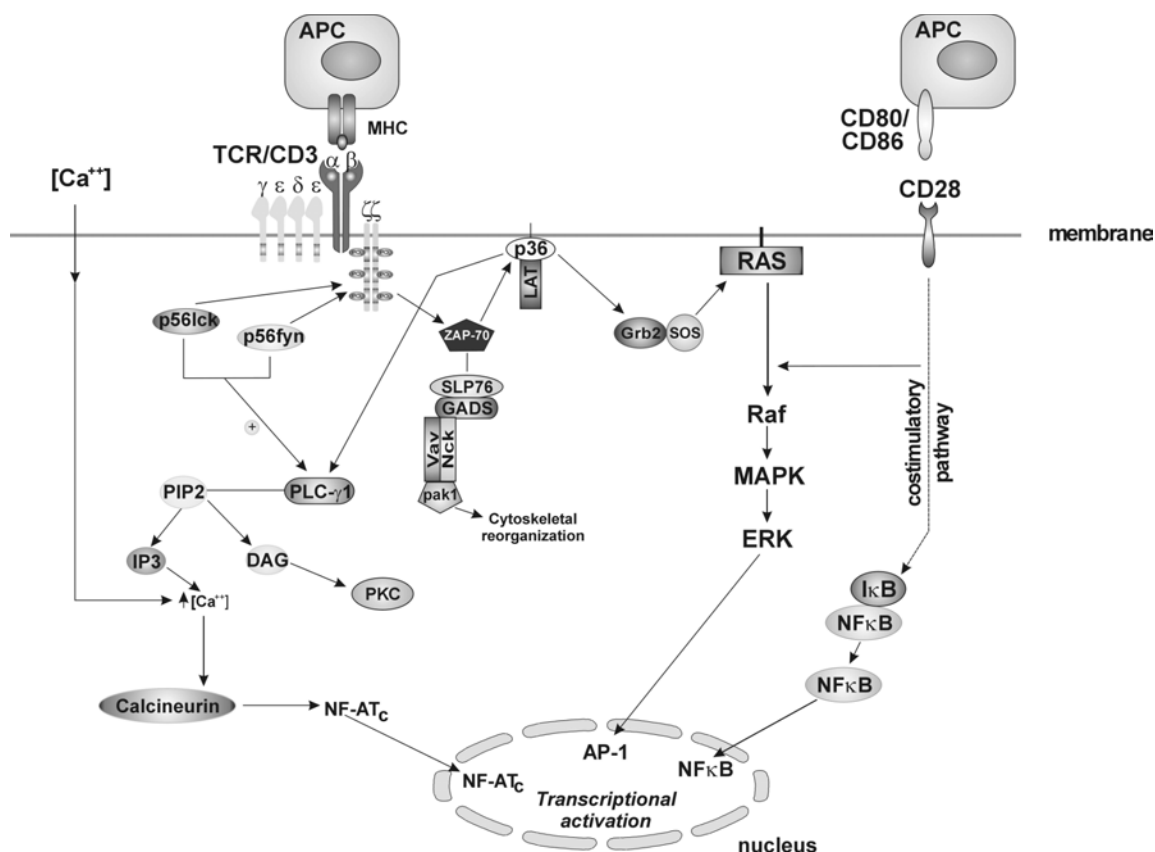 APC
APC
MHC
CD80/
CD86
TCR/CD3
α β
[Ca⁺⁺]
γ ε δ ε
ζζ
CD28
membrane
p36
LAT
RAS
p56lck
p56fyn
ZAP-70
Grb2
SOS
SLP76
GADS
Vav
Nck
pak1
Raf
costimulatory
pathway
+
MAPK
PIP2
PLC-γ1
Cytoskeletal
reorganization
ERK
IP3
DAG
PKC
[Ca⁺⁺]
IκB
NFκB
NFκB
Calcineurin
NF-ATc
AP-1
NFκB
NF-ATc
Transcriptional
activation
nucleus